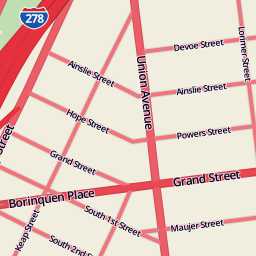 278
Devoe Street
Lorimer Street
Union Avenue
Ainslie Street
Ainslie Street
Hope Street
Powers Street
Street
Grand Street
Grand Street
Borinquen Place
South 1st Street
Maujer Street
Keap Street
South 2nd S